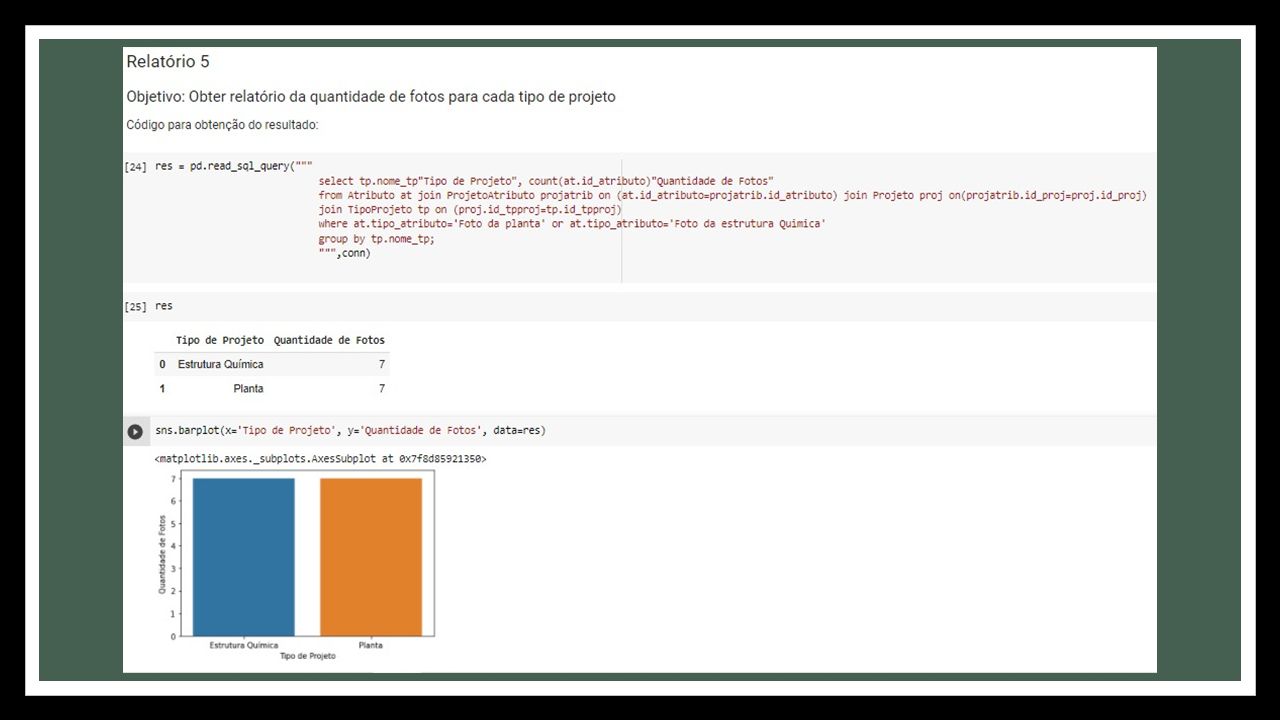 Relatório 5
Objetivo: Obter relatório da quantidade de fotos para cada tipo de projeto
Código para obtenção do resultado:
[24] res = pd.read_sql_query("""
select tp.nome_tp"Tipo de Projeto", count(at.id_atributo)"Quantidade de Fotos"
from Atributo at join ProjetoAtributo projatrib on (at.id_atributo=projatrib.id_atributo) join Projeto proj on(projatrib.id_proj=proj.id_proj)
join TipoProjeto tp on (proj.id_tpproj=tp.id_tpproj)
where at.tipo_atributo='Foto da planta' or at.tipo_atributo='Foto da estrutura Quimica'
group by tp.nome_tp;
""",conn)
[25] res
Tipo de Projeto Quantidade de Fotos
0 Estrutura Química 7
1 Planta 7
sns.barplot(x='Tipo de Projeto', y='Quantidade de Fotos', data=res)
<matplotlib.axes._subplots.AxesSubplot at 0x7f8d85921350>
7
6
5
4
3
2
1
0
Quantidade de Fotos
Estrutura Química Planta
Tipo de Projeto